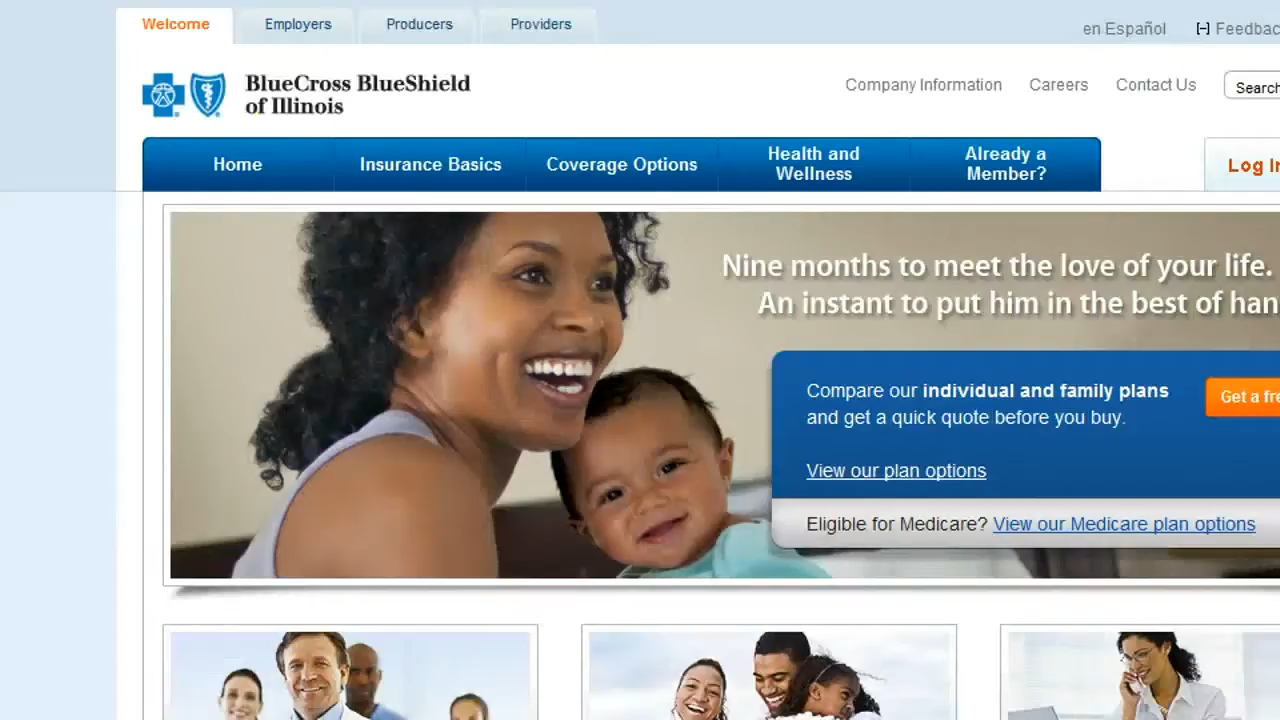 Welcome
Employers
Producers
Providers
en Español
[-] Feedbac
BlueCross BlueShield
of Illinois
Company Information
Careers
Contact Us
Search
Home
Insurance Basics
Coverage Options
Health and
Wellness
Already a
Member?
Log I
Nine months to meet the love of your life.
An instant to put him in the best of han
Compare our individual and family plans
and get a quick quote before you buy.
Get a fre
View our plan options
Eligible for Medicare? View our Medicare plan options